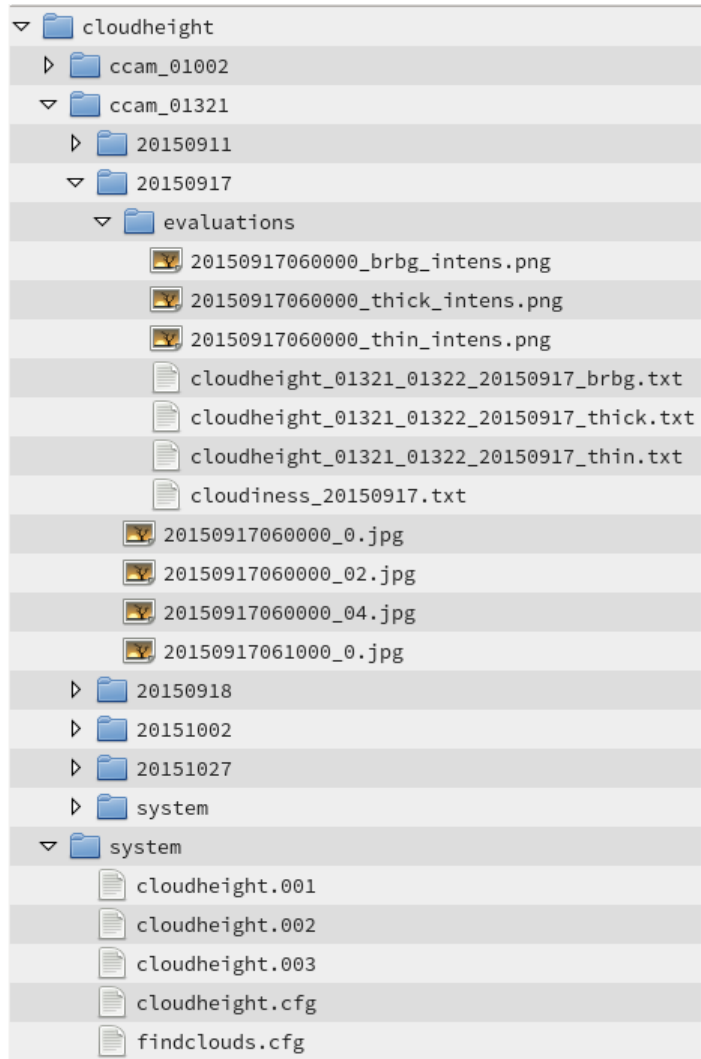 cloudheight
ccam_01002
ccam_01321
20150911
20150917
evaluations
20150917060000_brbg_intens.png
20150917060000_thick_intens.png
20150917060000_thin_intens.png
cloudheight_01321_01322_20150917_brbg.txt
cloudheight_01321_01322_20150917_thick.txt
cloudheight_01321_01322_20150917_thin.txt
cloudiness_20150917.txt
20150917060000_0.jpg
20150917060000_02.jpg
20150917060000_04.jpg
20150917061000_0.jpg
20150918
20151002
20151027
system
system
cloudheight.001
cloudheight.002
cloudheight.003
cloudheight.cfg
findclouds.cfg